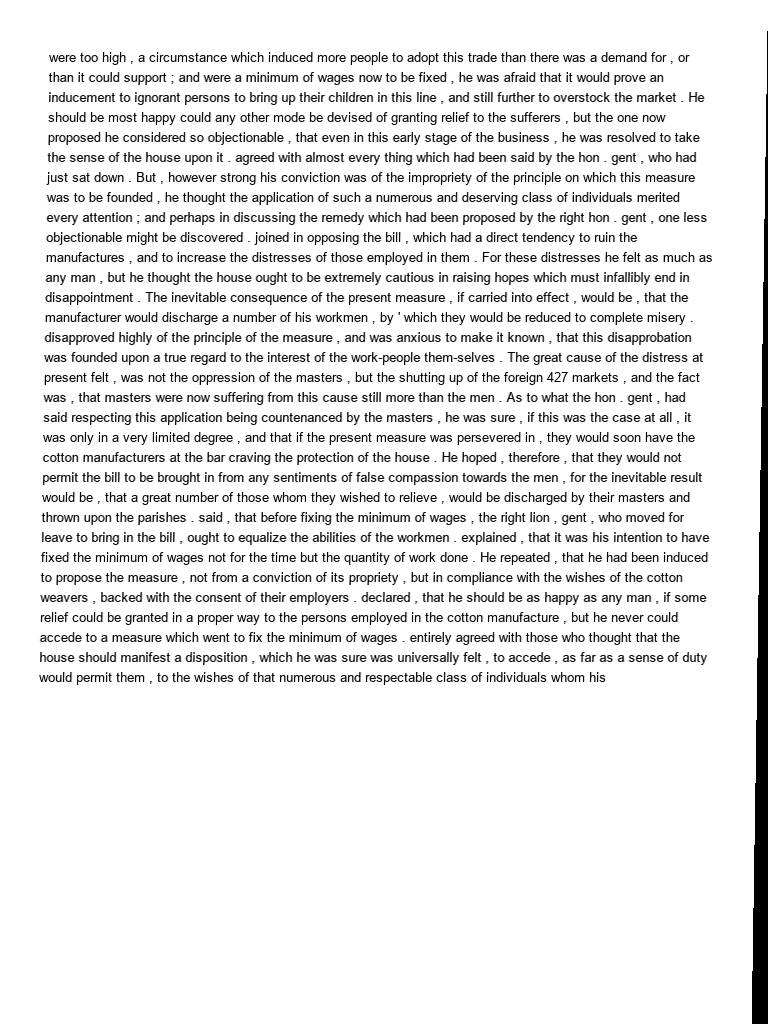 were too high , a circumstance which induced more people to adopt this trade than there was a demand for , or
than it could support ; and were a minimum of wages now to be fixed , he was afraid that it would prove an
inducement to ignorant persons to bring up their children in this line , and still further to overstock the market . He
should be most happy could any other mode be devised of granting relief to the sufferers , but the one now
proposed he considered so objectionable , that even in this early stage of the business , he was resolved to take
the sense of the house upon it . agreed with almost every thing which had been said by the hon . gent , who had
just sat down . But , however strong his conviction was of the impropriety of the principle on which this measure
was to be founded , he thought the application of such a numerous and deserving class of individuals merited
every attention ; and perhaps in discussing the remedy which had been proposed by the right hon . gent , one less
objectionable might be discovered . joined in opposing the bill , which had a direct tendency to ruin the
manufactures , and to increase the distresses of those employed in them . For these distresses he felt as much as
any man , but he thought the house ought to be extremely cautious in raising hopes which must infallibly end in
disappointment . The inevitable consequence of the present measure , if carried into effect , would be , that the
manufacturer would discharge a number of his workmen , by ' which they would be reduced to complete misery .
disapproved highly of the principle of the measure , and was anxious to make it known , that this disapprobation
was founded upon a true regard to the interest of the work-people them-selves . The great cause of the distress at
present felt , was not the oppression of the masters , but the shutting up of the foreign 427 markets , and the fact
was , that masters were now suffering from this cause still more than the men . As to what the hon . gent , had
said respecting this application being countenanced by the masters , he was sure , if this was the case at all , it
was only in a very limited degree , and that if the present measure was persevered in , they would soon have the
cotton manufacturers at the bar craving the protection of the house . He hoped , therefore , that they would not
permit the bill to be brought in from any sentiments of false compassion towards the men , for the inevitable result
would be , that a great number of those whom they wished to relieve , would be discharged by their masters and
thrown upon the parishes . said , that before fixing the minimum of wages , the right lion , gent , who moved for
leave to bring in the bill , ought to equalize the abilities of the workmen . explained , that it was his intention to have
fixed the minimum of wages not for the time but the quantity of work done . He repeated , that he had been induced
to propose the measure , not from a conviction of its propriety , but in compliance with the wishes of the cotton
weavers , backed with the consent of their employers . declared , that he should be as happy as any man , if some
relief could be granted in a proper way to the persons employed in the cotton manufacture , but he never could
accede to a measure which went to fix the minimum of wages . entirely agreed with those who thought that the
house should manifest a disposition , which he was sure was universally felt , to accede , as far as a sense of duty
would permit them , to the wishes of that numerous and respectable class of individuals whom his